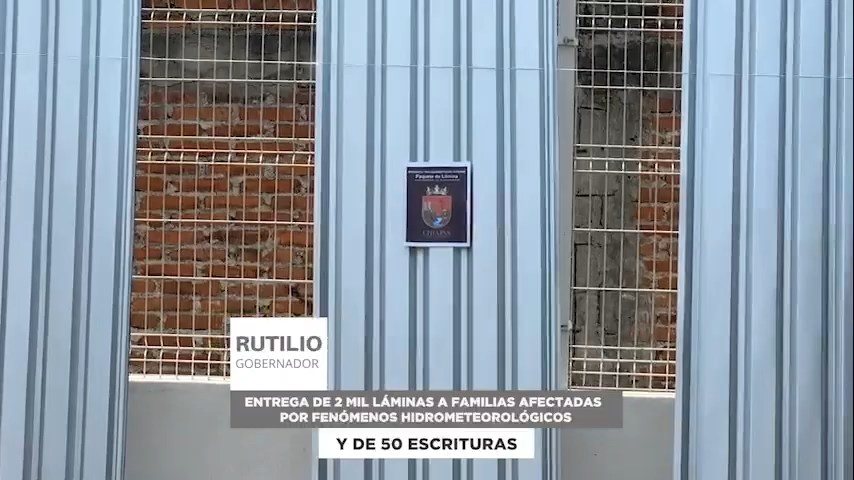 Paquete de Lámina
CHIAPAS
RUTILIO
GOBERNADOR
ENTREGA DE 2 MIL LÁMINAS A FAMILIAS AFECTADAS
POR FENÓMENOS HIDROMETEOROLÓGICOS
Y DE 50 ESCRITURAS